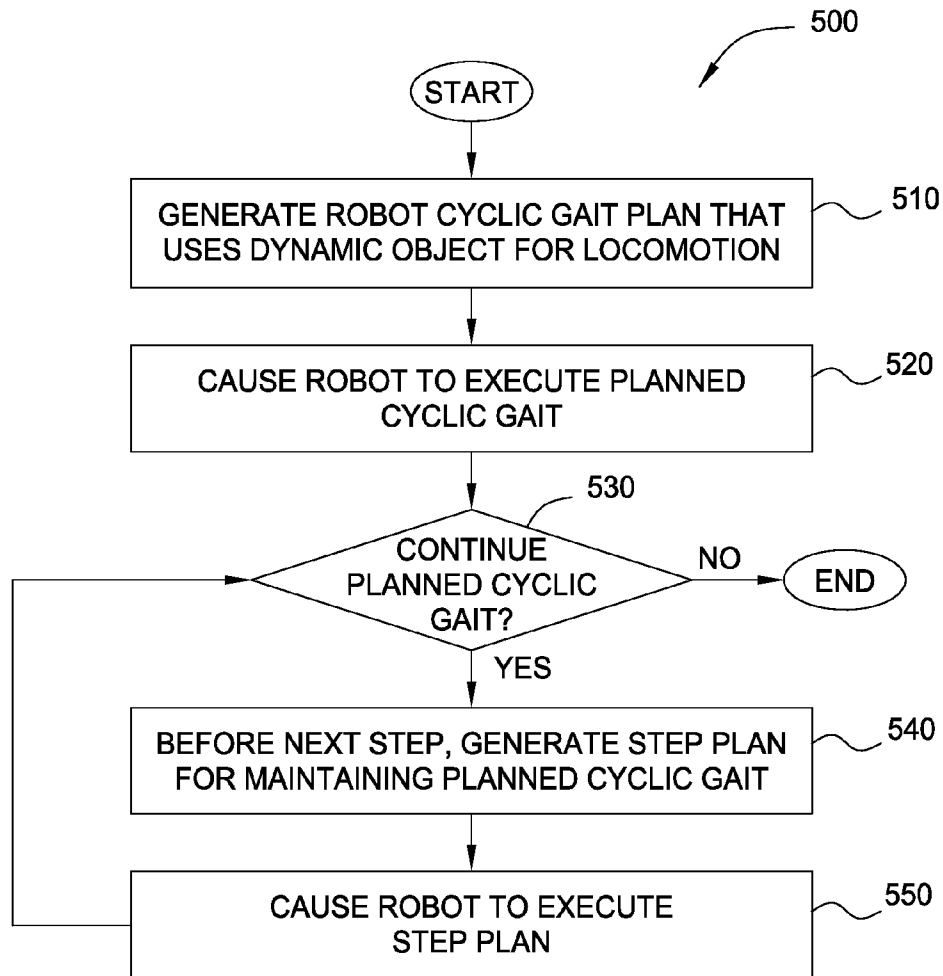 500
START
GENERATE ROBOT CYCLIC GAIT PLAN THAT
USES DYNAMIC OBJECT FOR LOCOMOTION
510
CAUSE ROBOT TO EXECUTE PLANNED
CYCLIC GAIT
520
530
CONTINUE
PLANNED CYCLIC
GAIT?
NO
END
YES
BEFORE NEXT STEP, GENERATE STEP PLAN
FOR MAINTAINING PLANNED CYCLIC GAIT
540
CAUSE ROBOT TO EXECUTE
STEP PLAN
550